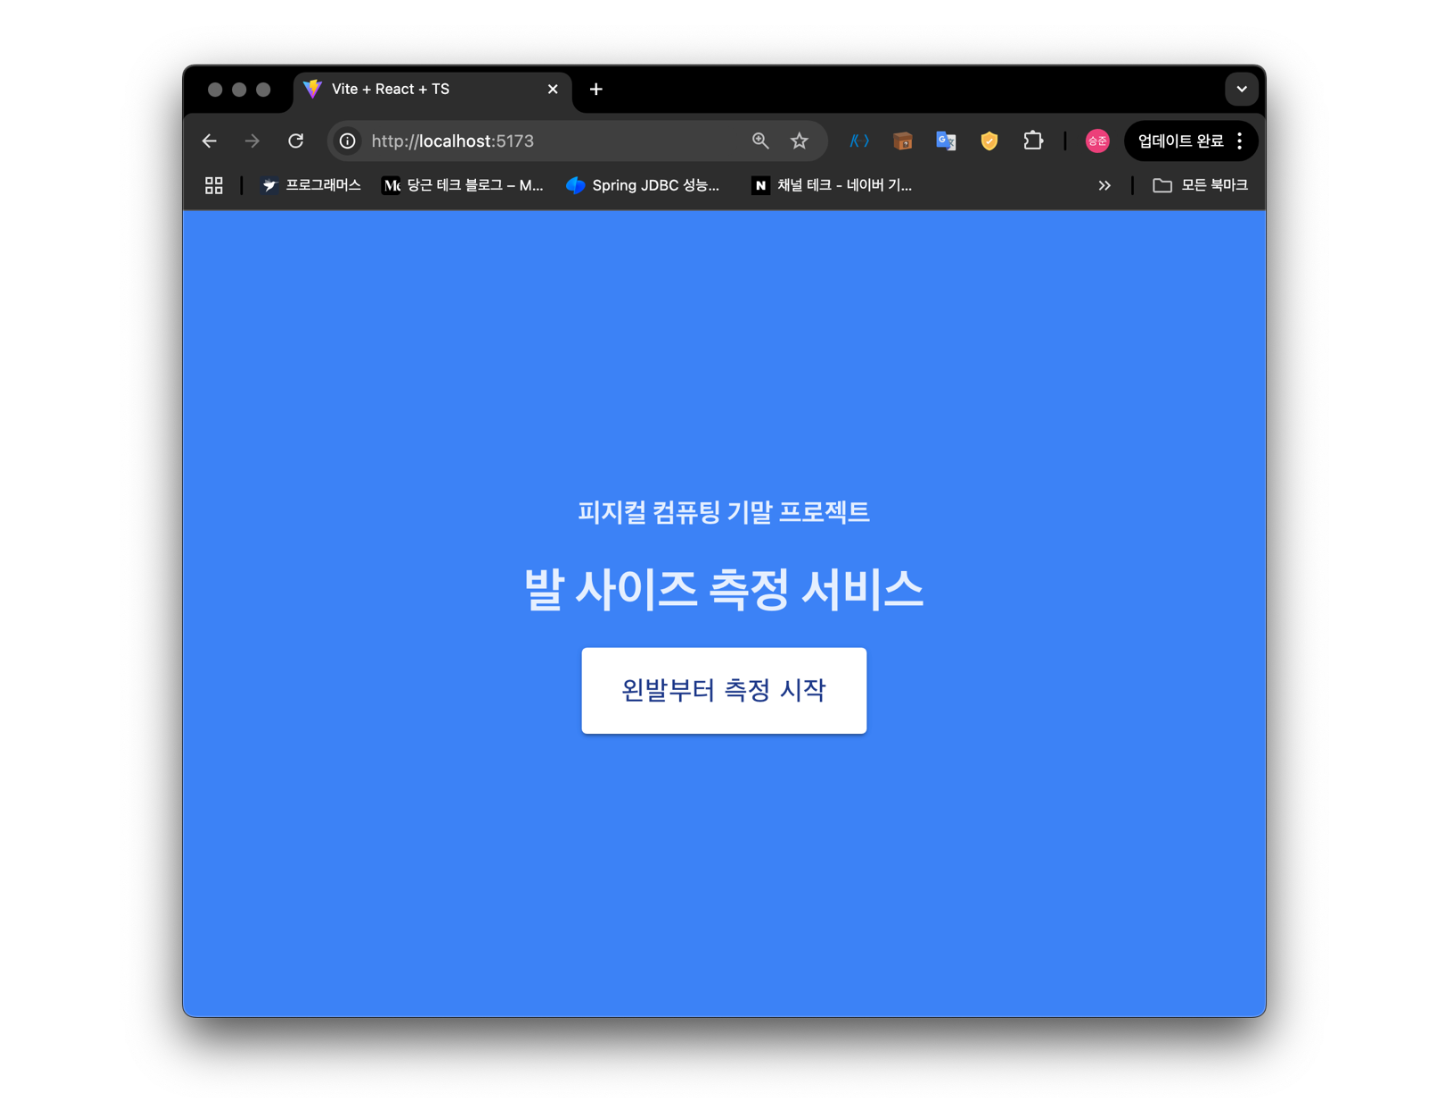 Vite + React + TS
http://localhost:5173
승준
업데이트 완료
프로그래머스
당근 테크 블로그 – M...
Spring JDBC 성능...
N
채널 테크 - 네이버 기...
모든 북마크
피지컬 컴퓨팅 기말 프로젝트
발 사이즈 측정 서비스
왼발부터 측정 시작